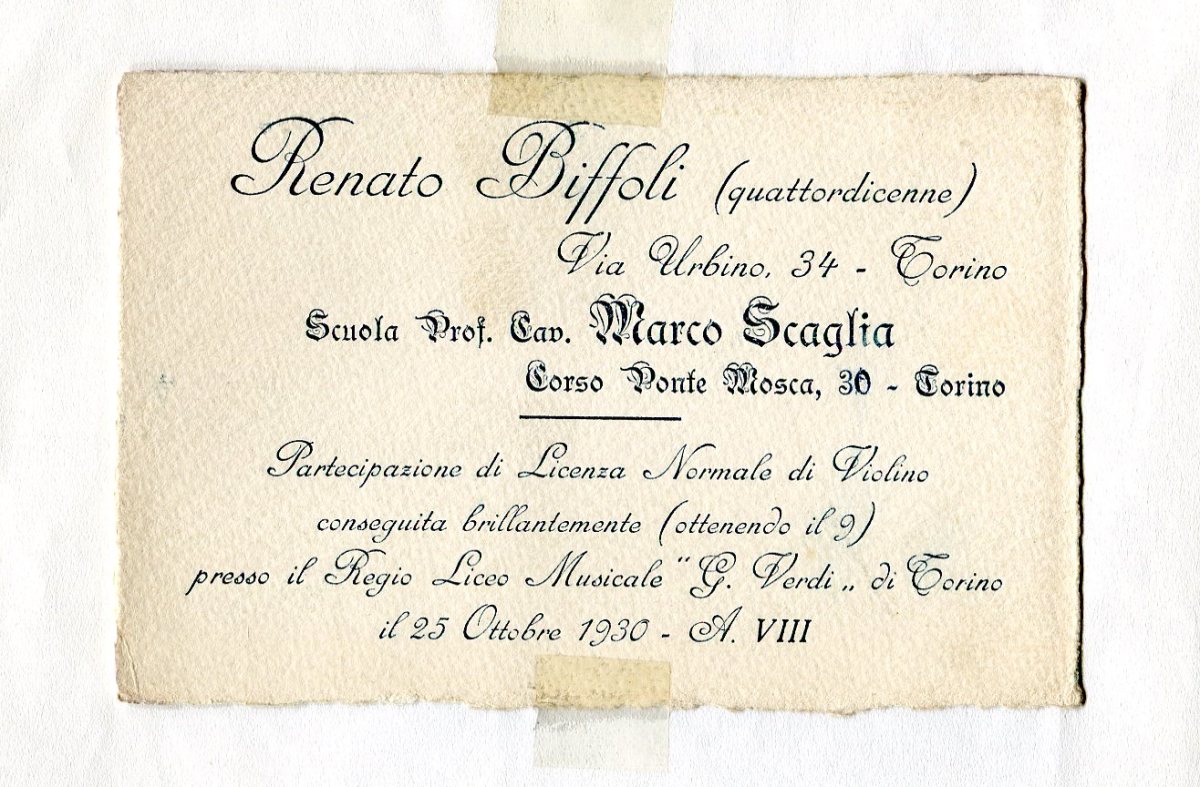 Renato Biffoli (quattordicenne)
Via Urbino, 34 - Torino
Scuola Prof. Cav. Marco Scaglia
Corso Ponte Mosca, 30 - Torino
Partecipazione di Licenza Normale di Violino
conseguita brillantemente (ottenendo il 9)
presso il Regio Liceo Musicale "G. Verdi„ di Torino
il 25 Ottobre 1930 - A. VIII